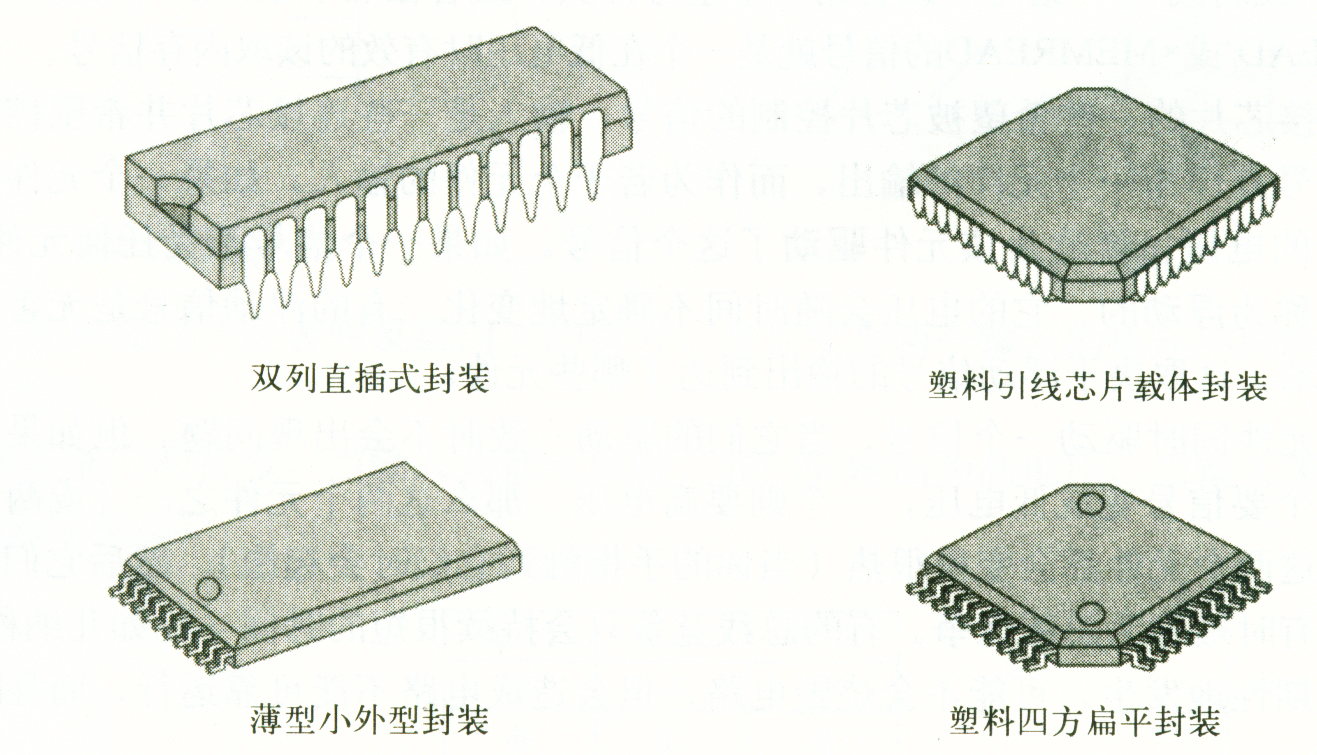 双列直插式封装
塑料引线芯片载体封装
薄型小外型封装
塑料四方扁平封装